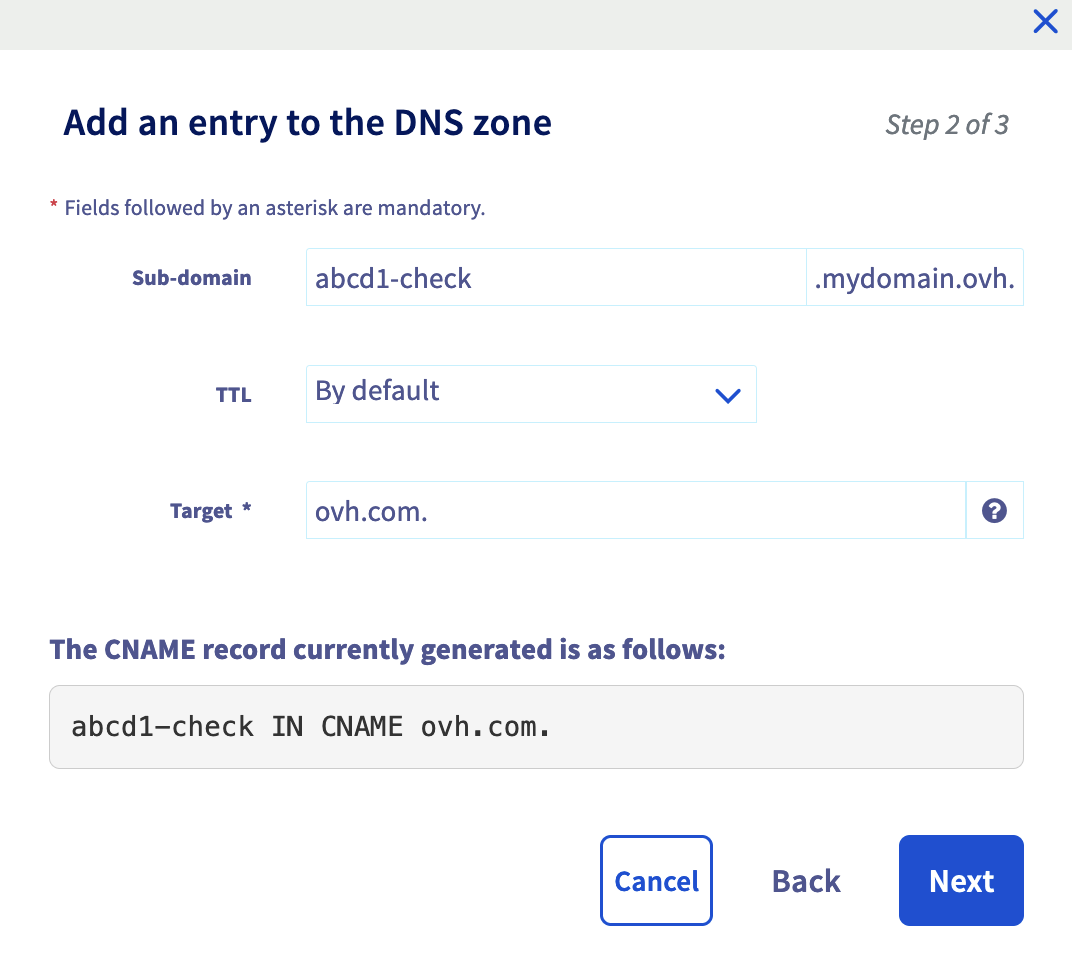 Add an entry to the DNS zone
Step 2 of 3
* Fields followed by an asterisk are mandatory.
Sub-domain abcd1-check .mydomain.ovh.
TTL By default
Target * ovh.com. ?
The CNAME record currently generated is as follows:
abcd1-check IN CNAME ovh.com.
Cancel Back Next